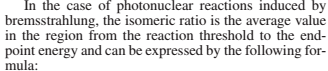 In the case of photonuclear reactions induced by
bremsstrahlung, the isomeric ratio is the average value
in the region from the reaction threshold to the end-
point energy and can be expressed by the following for-
mula: